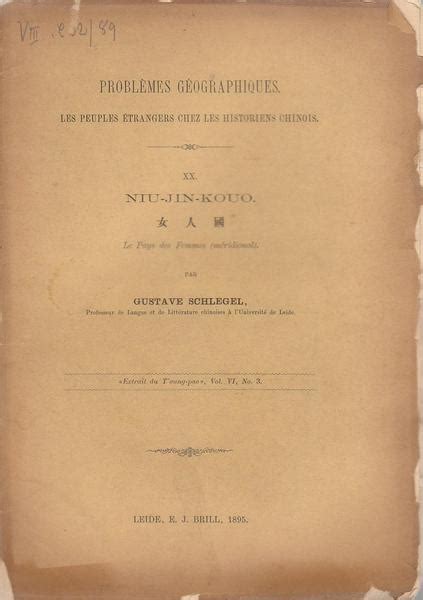 VIII e 2/89
PROBLÈMES GÉOGRAPHIQUES.
LES PEUPLES ÉTRANGERS CHEZ LES HISTORIENS CHINOIS.
XX.
NIU-JIN-KOUO.
女人國
Le Pays des Femmes (méridional).
PAR
GUSTAVE SCHLEGEL,
Professeur de Langue et de Littérature chinoises à l'Université de Leide.
«Extrait du T'oung-pao», Vol. VI, No. 3.
LEIDE, E. J. BRILL, 1895.